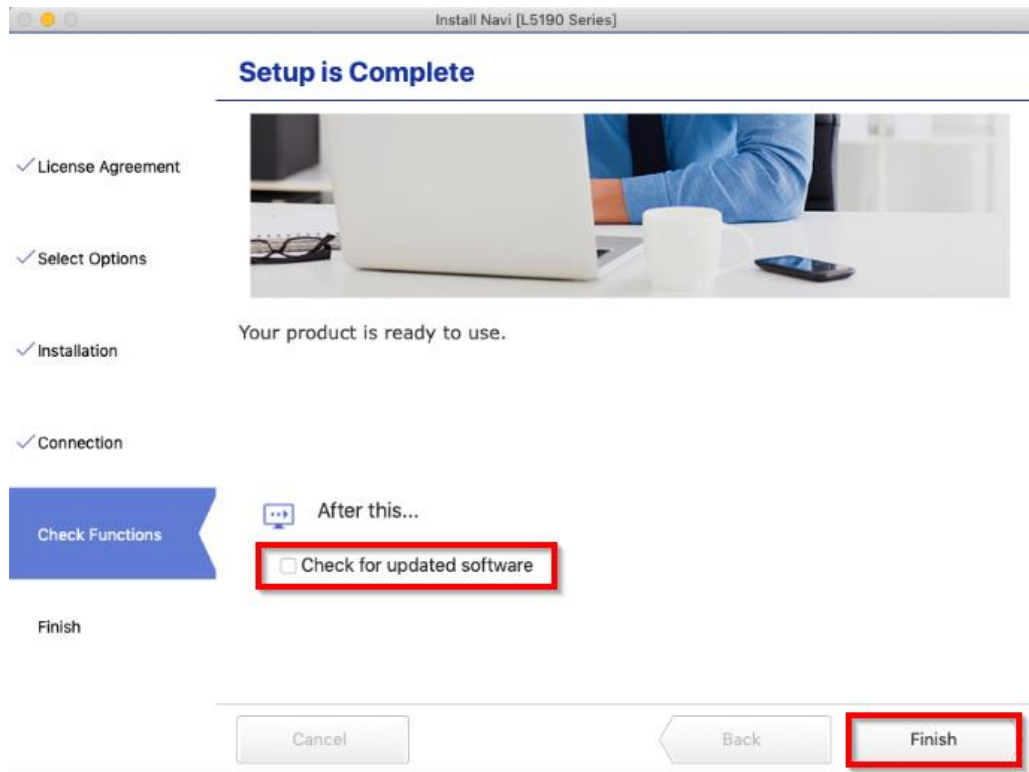 Install Navi [L5190 Series]
Setup is Complete
License Agreement
Select Options
Installation
Connection
Check Functions
Finish
Your product is ready to use.
After this...
Check for updated software
Cancel
Back
Finish